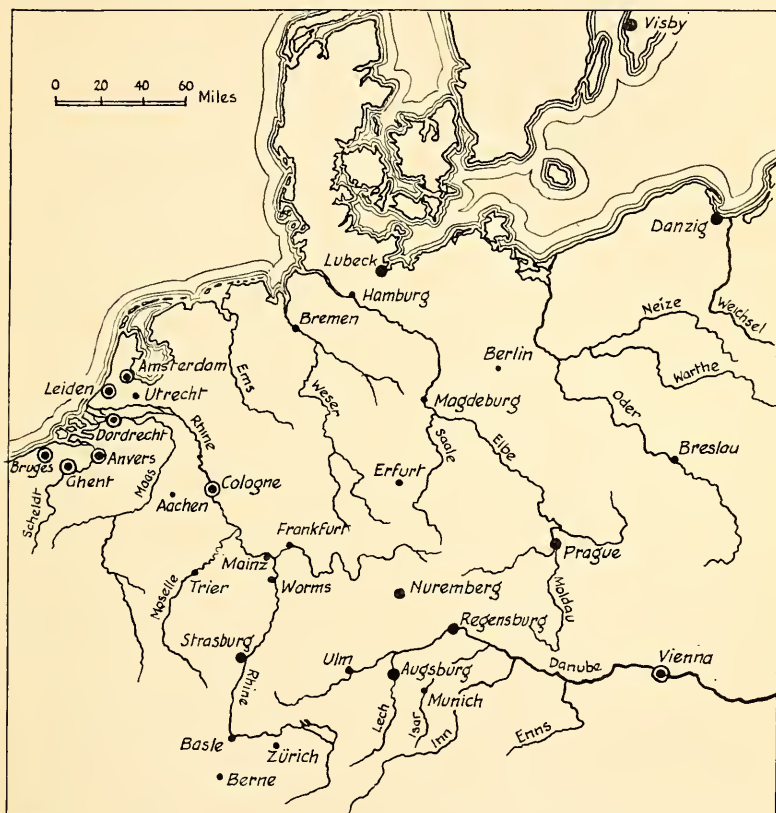 Visby
0 20 40 60 Miles
Danzig
Lubeck
Hamburg
Neize
Weichsel
Bremen
Berlin
Warthe
Amsterdam
Leiden
Utrecht
Ems
Weser
Magdeburg
Oder
Dordrecht
Rhine
Saale
Elbe
Bruges
Anvers
Ghent
Maas
Breslau
Scheldt
Aachen
Cologne
Erfurt
Frankfurt
Mainz
Prague
Moselle
Trier
Worms
Nuremberg
Moldau
Regensburg
Strasburg
Rhine
Ulm
Augsburg
Danube
Vienna
Lech
Isar
Munich
Inn
Enns
Basle
Zürich
Berne